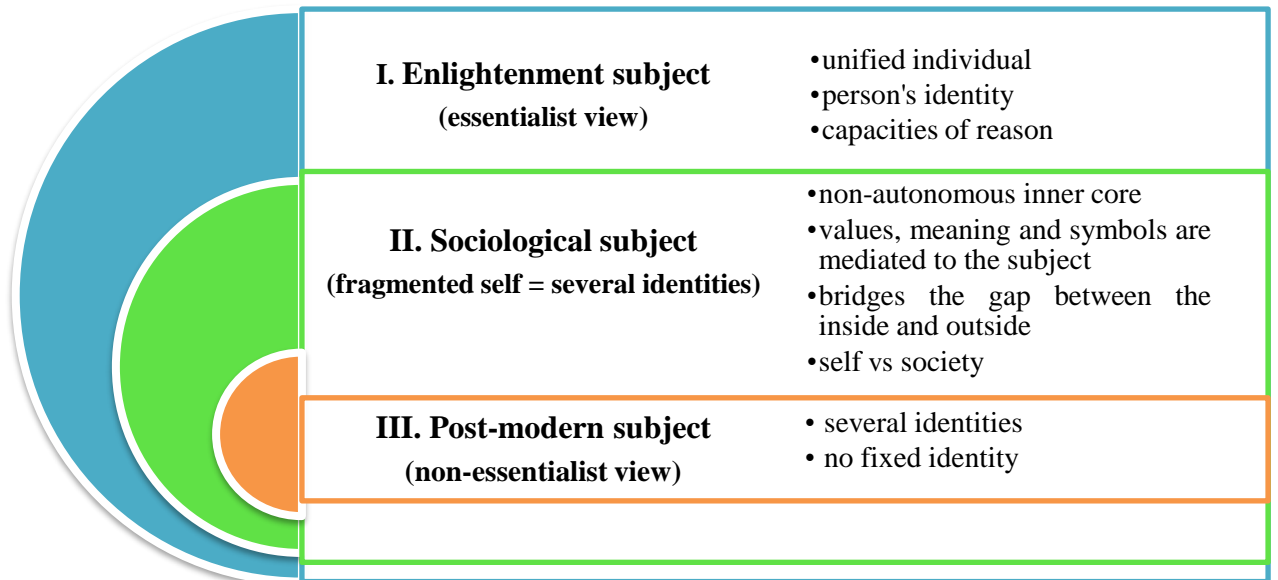 I. Enlightenment subject
(essentialist view)
•unified individual
•person's identity
•capacities of reason
II. Sociological subject
(fragmented self = several identities)
•non-autonomous inner core
•values, meaning and symbols are
mediated to the subject
•bridges the gap between the
inside and outside
•self vs society
III. Post-modern subject
(non-essentialist view)
• several identities
• no fixed identity